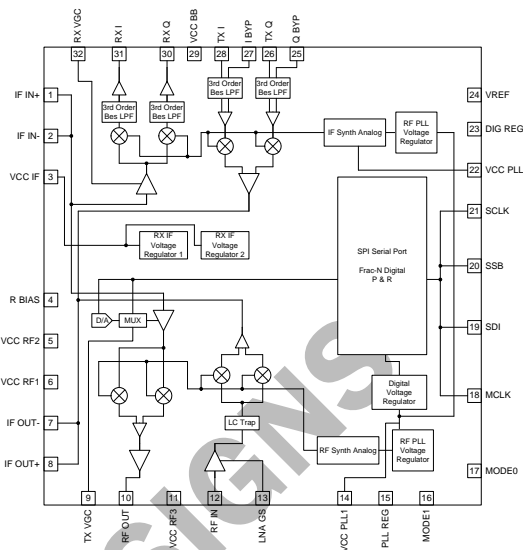 RX VGC
RX I
RX Q
VCC BB
TX I
I BYP
TX Q
Q BYP
32
31
30
29
28
27
26
25
IF IN+
1
IF IN-
2
VCC IF
3
R BIAS
4
VCC RF2
5
VCC RF1
6
IF OUT-
7
IF OUT+
8
3rd Order
Bes LPF
3rd Order
Bes LPF
3rd Order
Bes LPF
3rd Order
Bes LPF
IF Synth Analog
RF PLL
Voltage
Regulator
RX IF
Voltage
Regulator 1
RX IF
Voltage
Regulator 2
SPI Serial Port
Frac-N Digital
P & R
D/A
MUX
LC Trap
Digital
Voltage
Regulator
RF Synth Analog
RF PLL
Voltage
Regulator
24
VREF
23
DIG REG
22
VCC PLL
21
SCLK
20
SSB
19
SDI
18
MCLK
17
MODE0
9
10
11
12
13
14
15
16
TX VGC
RF OUT
VCC RF3
RF IN
LNA GS
VCC PLL1
PLL REG
MODE1
SIGNS